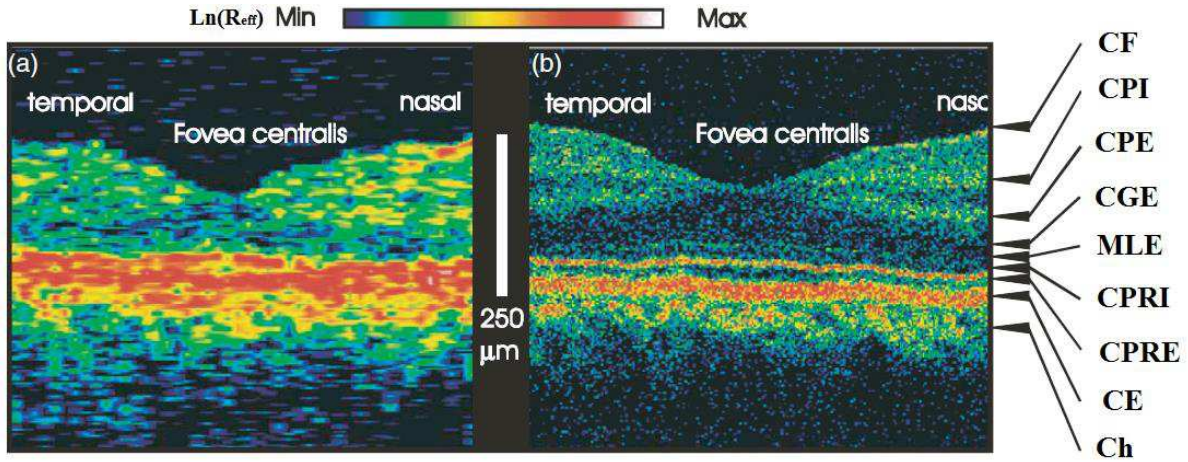 Ln(Reff) Min Max
(a)
temporal nasal
Fovea centralis
250
μm
(b)
temporal nasc
Fovea centralis
CF
CPI
CPE
CGE
MLE
CPRI
CPRE
CE
Ch